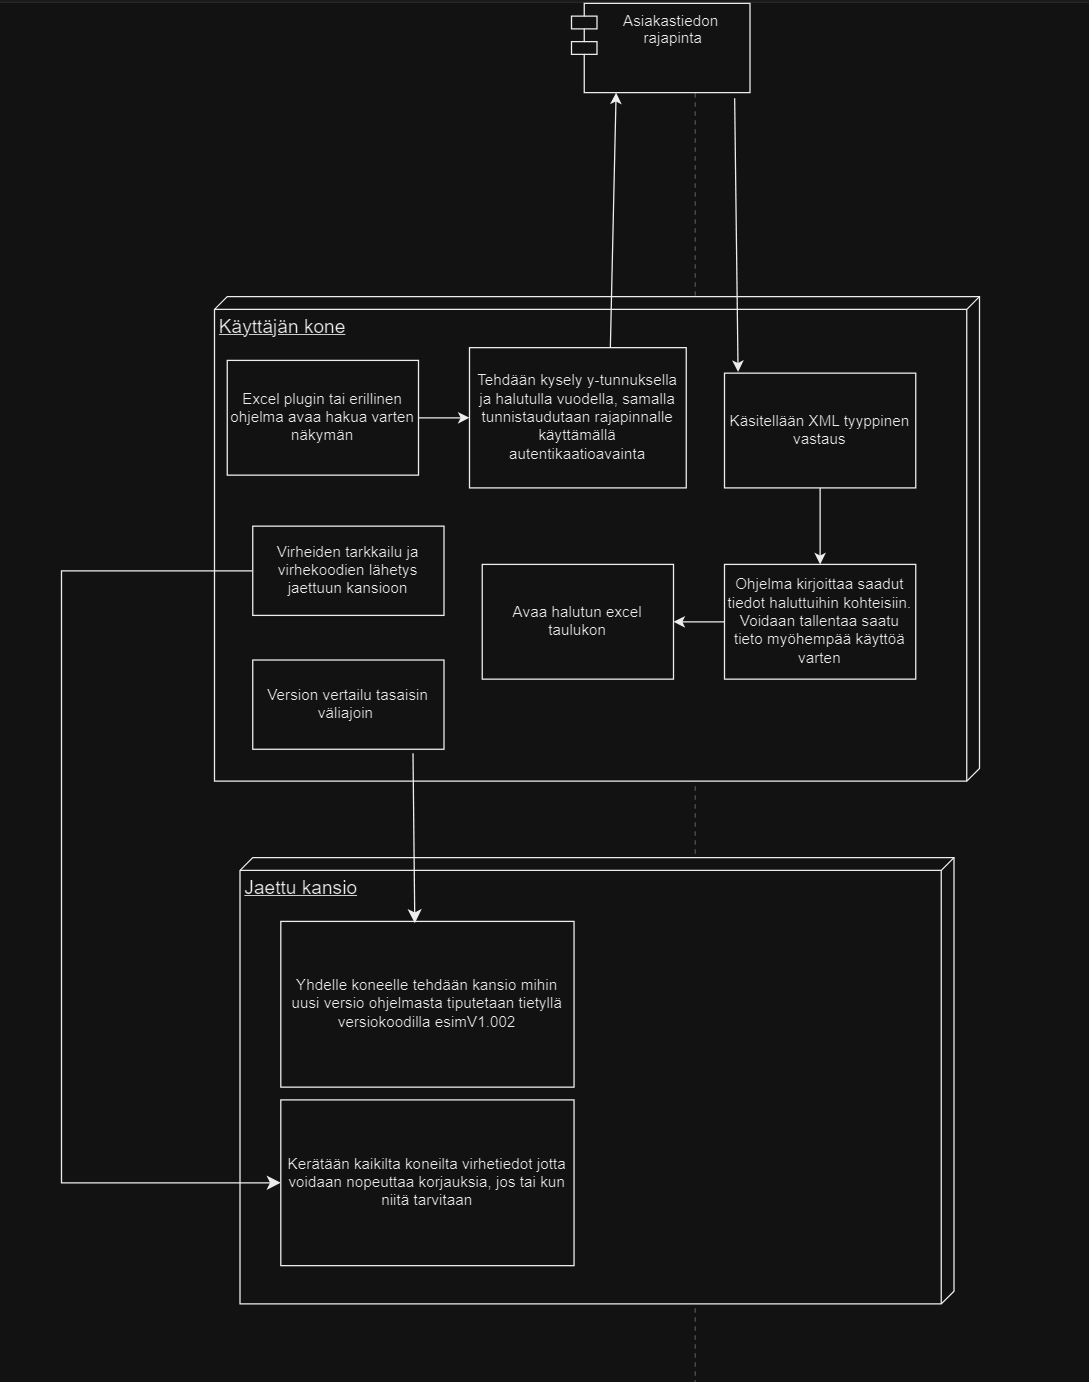 Asiakastiedon
rajapinta
Käyttäjän kone
Excel plugin tai erillinen
ohjelma avaa hakua varten
näkymän
Tehdään kysely y-tunnuksella
ja halutulla vuodella, samalla
tunnistaudutaan rajapinnalle
käyttämällä
autentikaatioavainta
Käsitellään XML tyyppinen
vastaus
Virheiden tarkkailu ja
virhekoodien lähetys
jaettuun kansioon
Avaa halutun excel
taulukon
Ohjelma kirjoittaa saadut
tiedot haluttuihin kohteisiin.
Voidaan tallentaa saatu
tieto myöhempää käyttöä
varten
Version vertailu tasaisin
väliajoin
Jaettu kansio
Yhdelle koneelle tehdään kansio mihin
uusi versio ohjelmasta tiputetaan tietyllä
versiokoodilla esimV1.002
Kerätään kaikilta koneilta virhetiedot jotta
voidaan nopeuttaa korjauksia, jos tai kun
niitä tarvitaan